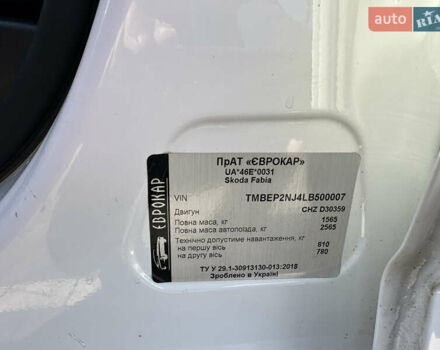 auto RIA
ЄВРОКАР
ПрАТ «ЄВРОКАР»
UA*46E*0031
Skoda Fabia
VIN TMBEP2NJ4LB500007
Двигун CHZ D30359
Повна маса, кг 1565
Повна маса автопоїзда, кг 2565
Технічно допустиме навантаження, кг
на першу вісь 810
на другу вісь 780
ТУ У 29.1-30913130-013:2018
Зроблено в Україні